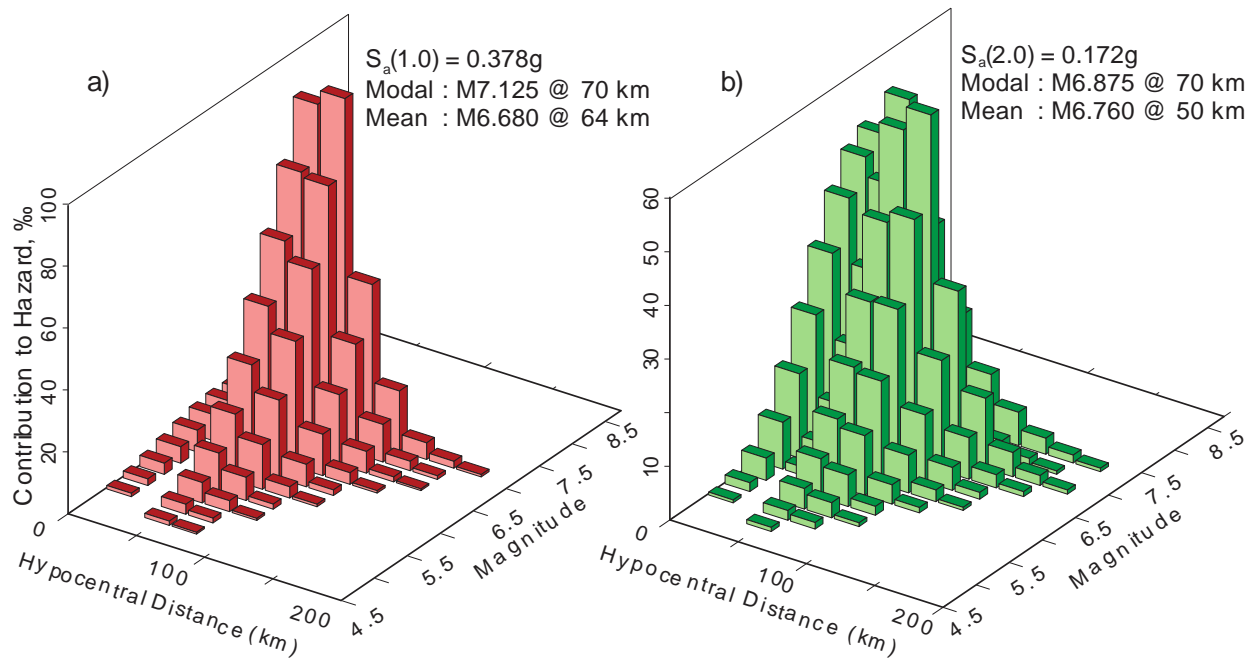 a)
Sₐ(1.0) = 0.378g
Modal : M7.125 @ 70 km
Mean : M6.680 @ 64 km
Contribution to Hazard, ‰
100
80
60
40
20
0
100
200
Hypocentral Distance (km)
4.5
5.5
6.5
7.5
8.5
Magnitude
b)
Sₐ(2.0) = 0.172g
Modal : M6.875 @ 70 km
Mean : M6.760 @ 50 km
60
50
40
30
10
0
100
200
Hypocentral Distance (km)
4.5
5.5
6.5
7.5
8.5
Magnitude